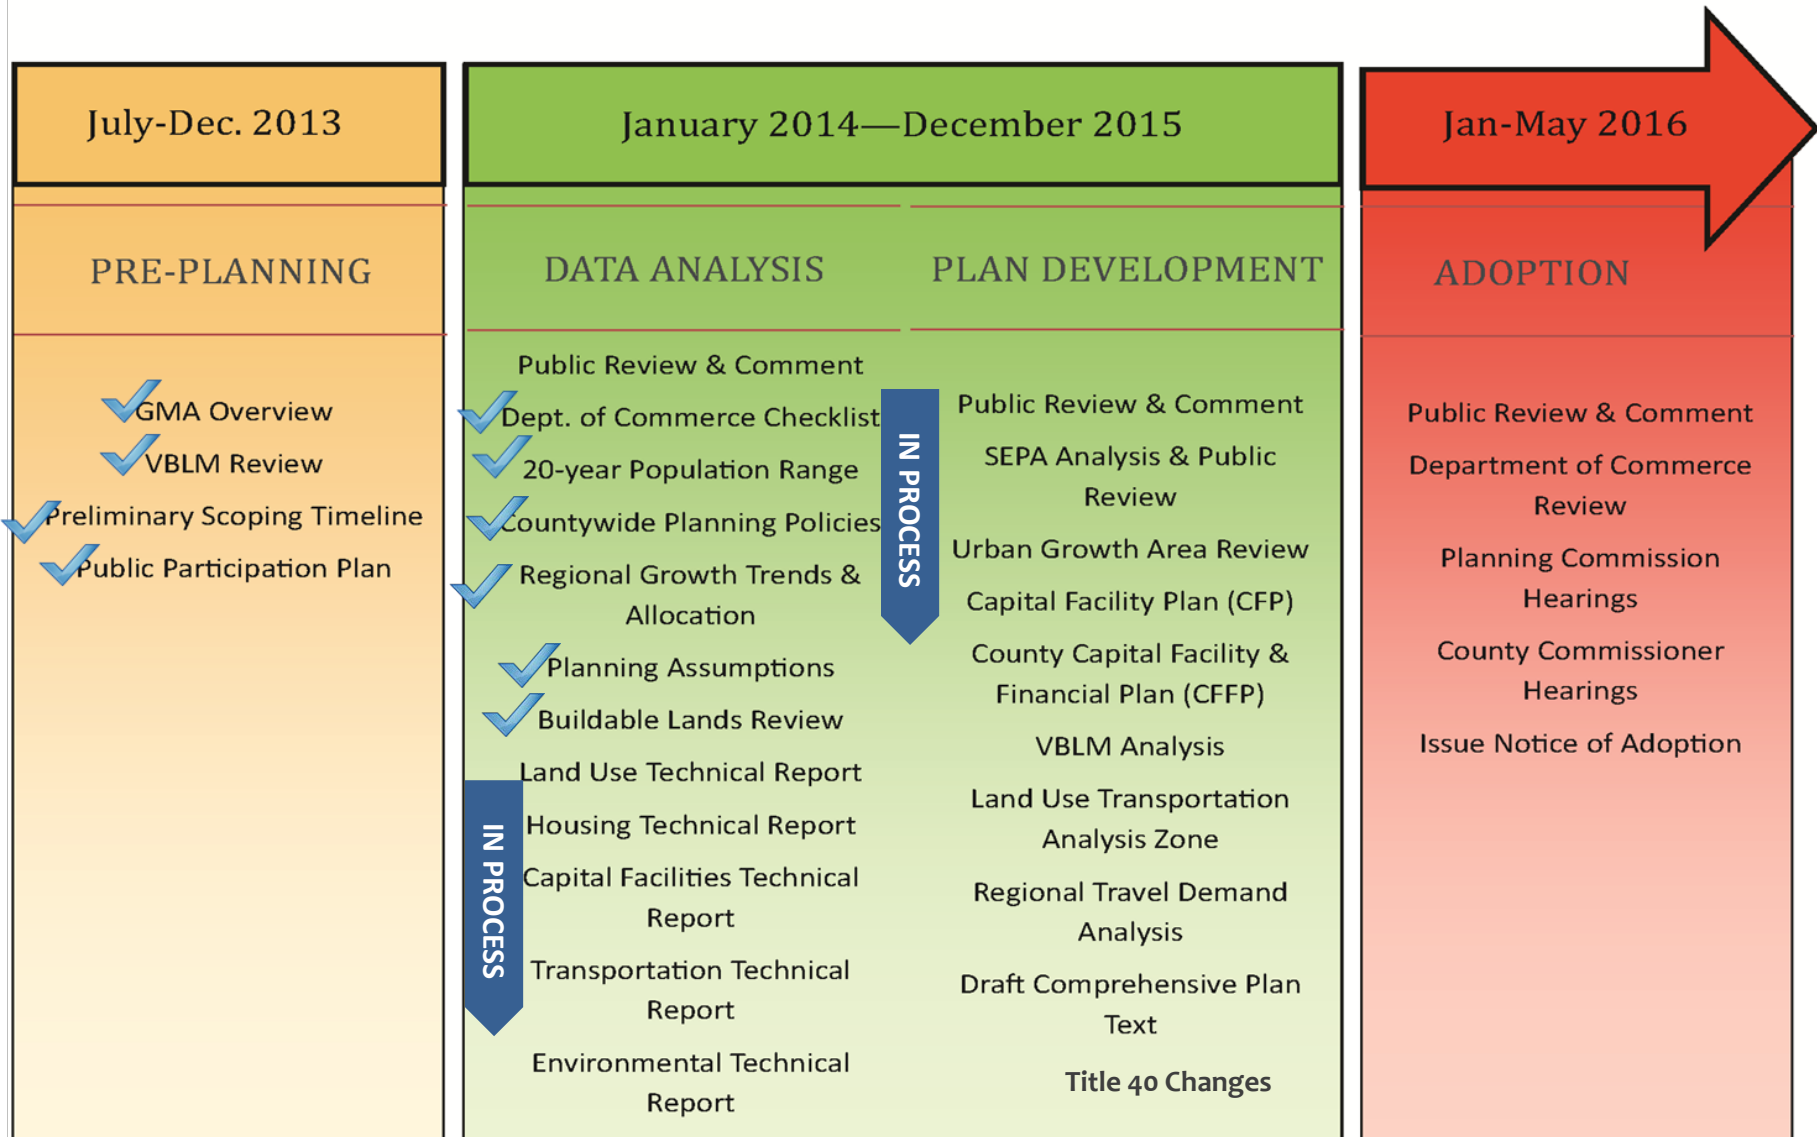 July-Dec. 2013
January 2014—December 2015
Jan-May 2016
PRE-PLANNING
GMA Overview
VBLM Review
Preliminary Scoping Timeline
Public Participation Plan
DATA ANALYSIS
Public Review & Comment
Dept. of Commerce Checklist
20-year Population Range
Countywide Planning Policies
Regional Growth Trends &
Allocation
Planning Assumptions
Buildable Lands Review
Land Use Technical Report
Housing Technical Report
Capital Facilities Technical
Report
Transportation Technical
Report
Environmental Technical
Report
IN PROCESS
PLAN DEVELOPMENT
Public Review & Comment
SEPA Analysis & Public
Review
Urban Growth Area Review
Capital Facility Plan (CFP)
County Capital Facility &
Financial Plan (CFFP)
VBLM Analysis
Land Use Transportation
Analysis Zone
Regional Travel Demand
Analysis
Draft Comprehensive Plan
Text
Title 40 Changes
IN PROCESS
ADOPTION
Public Review & Comment
Department of Commerce
Review
Planning Commission
Hearings
County Commissioner
Hearings
Issue Notice of Adoption